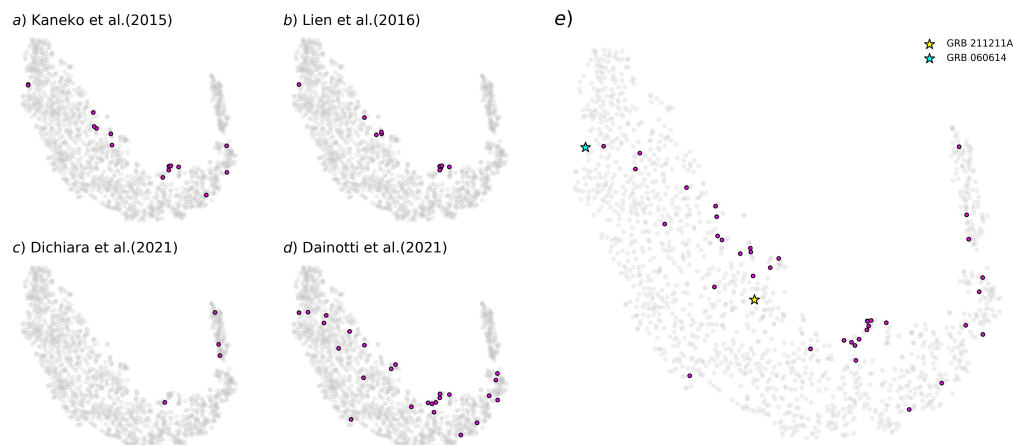 a) Kaneko et al.(2015)
b) Lien et al.(2016)
c) Dichiara et al.(2021)
d) Dainotti et al.(2021)
e)
GRB 211211A
GRB 060614